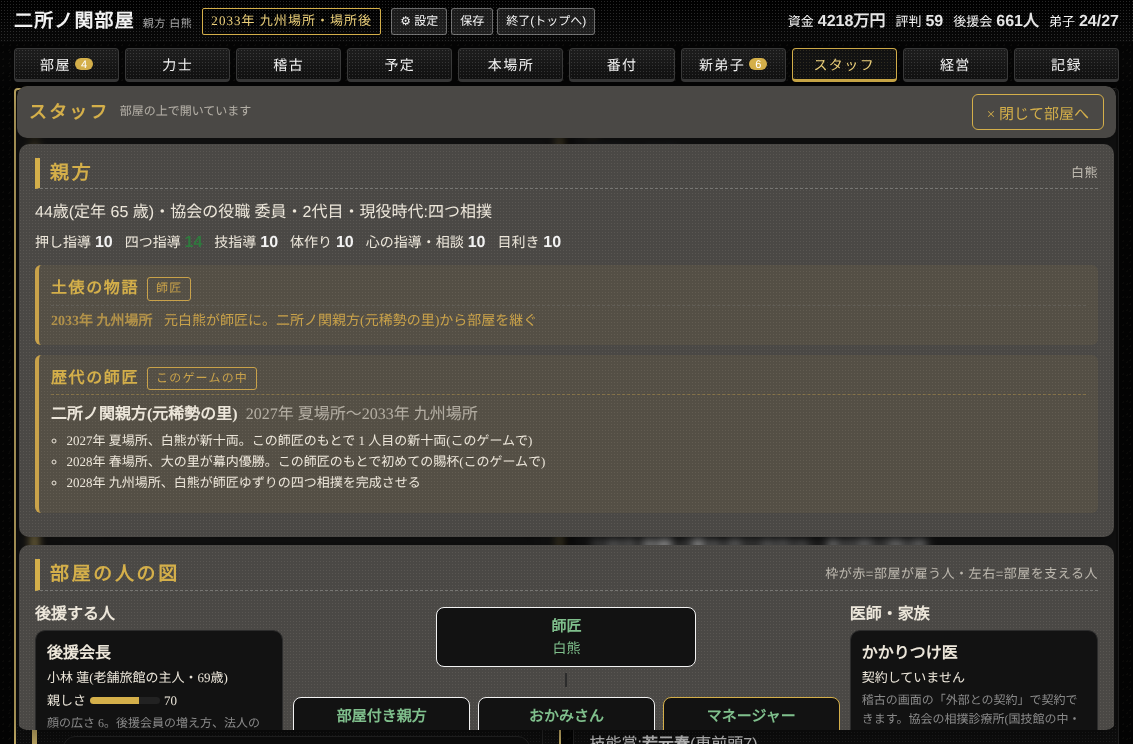 二所ノ関部屋 親方 白熊 2033年 九州場所・場所後 ⚙ 設定 保存 終了(トップへ) 資金 4218万円 評判 59 後援会 661人 弟子 24/27
部屋 4 力士 稽古 予定 本場所 番付 新弟子 6 スタッフ 経営 記録
スタッフ 部屋の上で開いています × 閉じて部屋へ
親方 白熊
44歳(定年 65 歳)・協会の役職 委員・2代目・現役時代:四つ相撲
押し指導 10 四つ指導 14 技指導 10 体作り 10 心の指導・相談 10 目利き 10
土俵の物語 師匠
2033年 九州場所 元白熊が師匠に。二所ノ関親方(元稀勢の里)から部屋を継ぐ
歴代の師匠 このゲームの中
二所ノ関親方(元稀勢の里) 2027年 夏場所〜2033年 九州場所
2027年 夏場所、白熊が新十両。この師匠のもとで 1 人目の新十両(このゲームで)
2028年 春場所、大の里が幕内優勝。この師匠のもとで初めての賜杯(このゲームで)
2028年 九州場所、白熊が師匠ゆずりの四つ相撲を完成させる
部屋の人の図 枠が赤=部屋が雇う人・左右=部屋を支える人
後援する人
後援会長
小林 蓮(老舗旅館の主人・69歳)
親しさ 70
顔の広さ 6。後援会員の増え方、法人の
師匠
白熊
部屋付き親方 おかみさん マネージャー
医師・家族
かかりつけ医
契約していません
稽古の画面の「外部との契約」で契約で
きます。協会の相撲診療所(国技館の中・
技能賞:若元春(東前頭7)